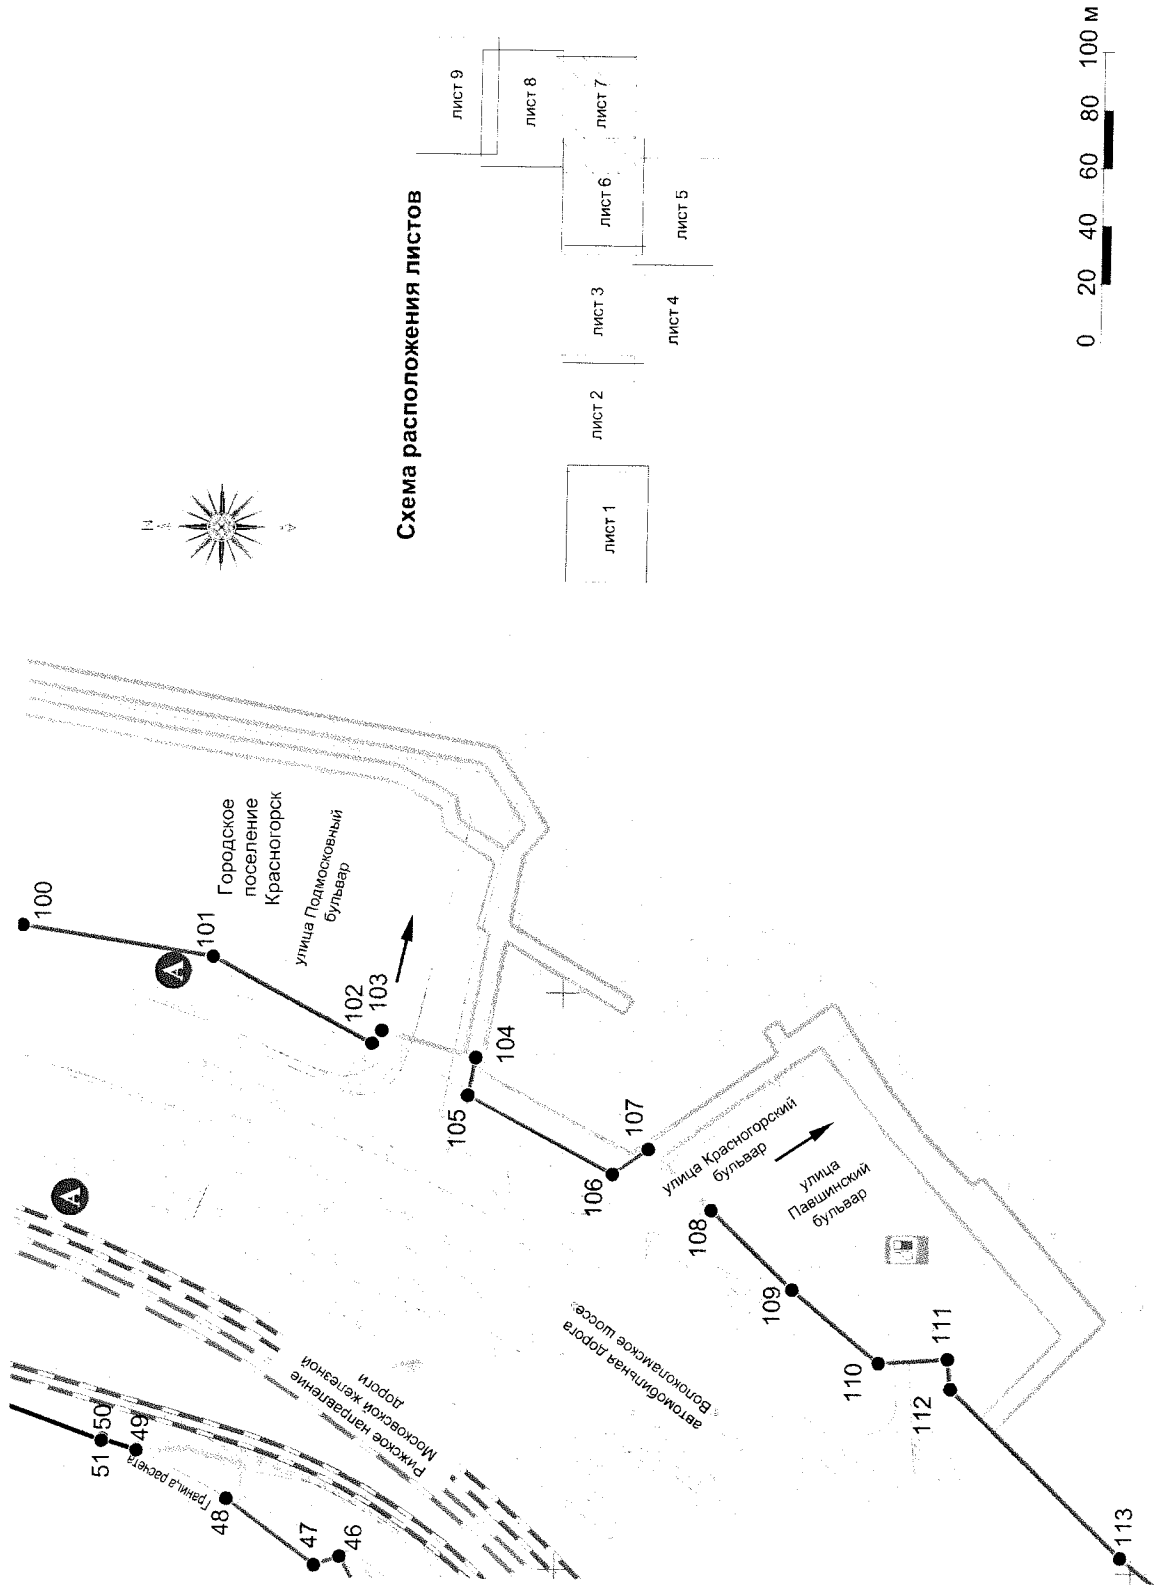 Схема расположения листов
лист 1
лист 2
лист 3
лист 4
лист 5
лист 6
лист 7
лист 8
лист 9
0 20 40 60 80 100 м
N
Городское
поселение
Красногорск
улица Подмосковный
бульвар
улица Красногорский
бульвар
улица
Павшинский
бульвар
автомобильная дорога
Волоколамское шоссе
Рижское направление
Московской железной
дороги
Граница расчета
А
А
46
47
48
49
50
51
100
101
102
103
104
105
106
107
108
109
110
111
112
113